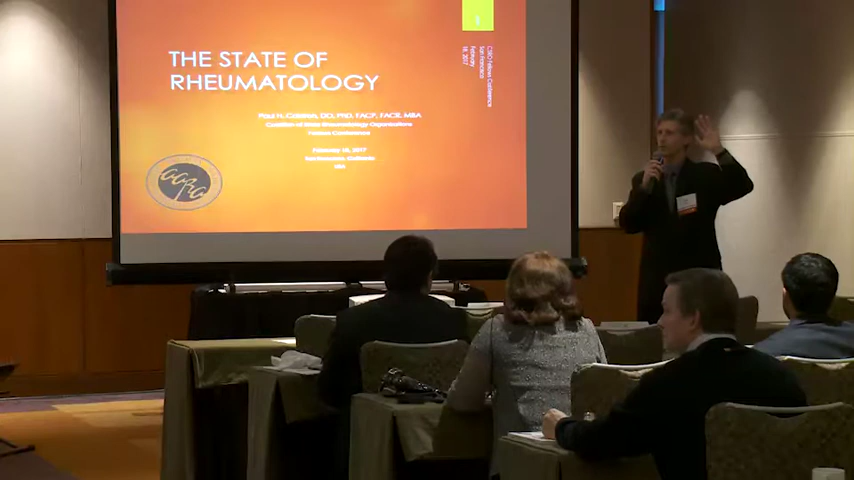 THE STATE OF
RHEUMATOLOGY
Paul H. Caldron, DO, PHD, FACP, FACR, MBA
Coalition of State Rheumatology Organizations
Fellows Conference
February 18, 2017
San Francisco, California
USA
1
CSRO Fellows Conference
San Francisco
February
18, 2017